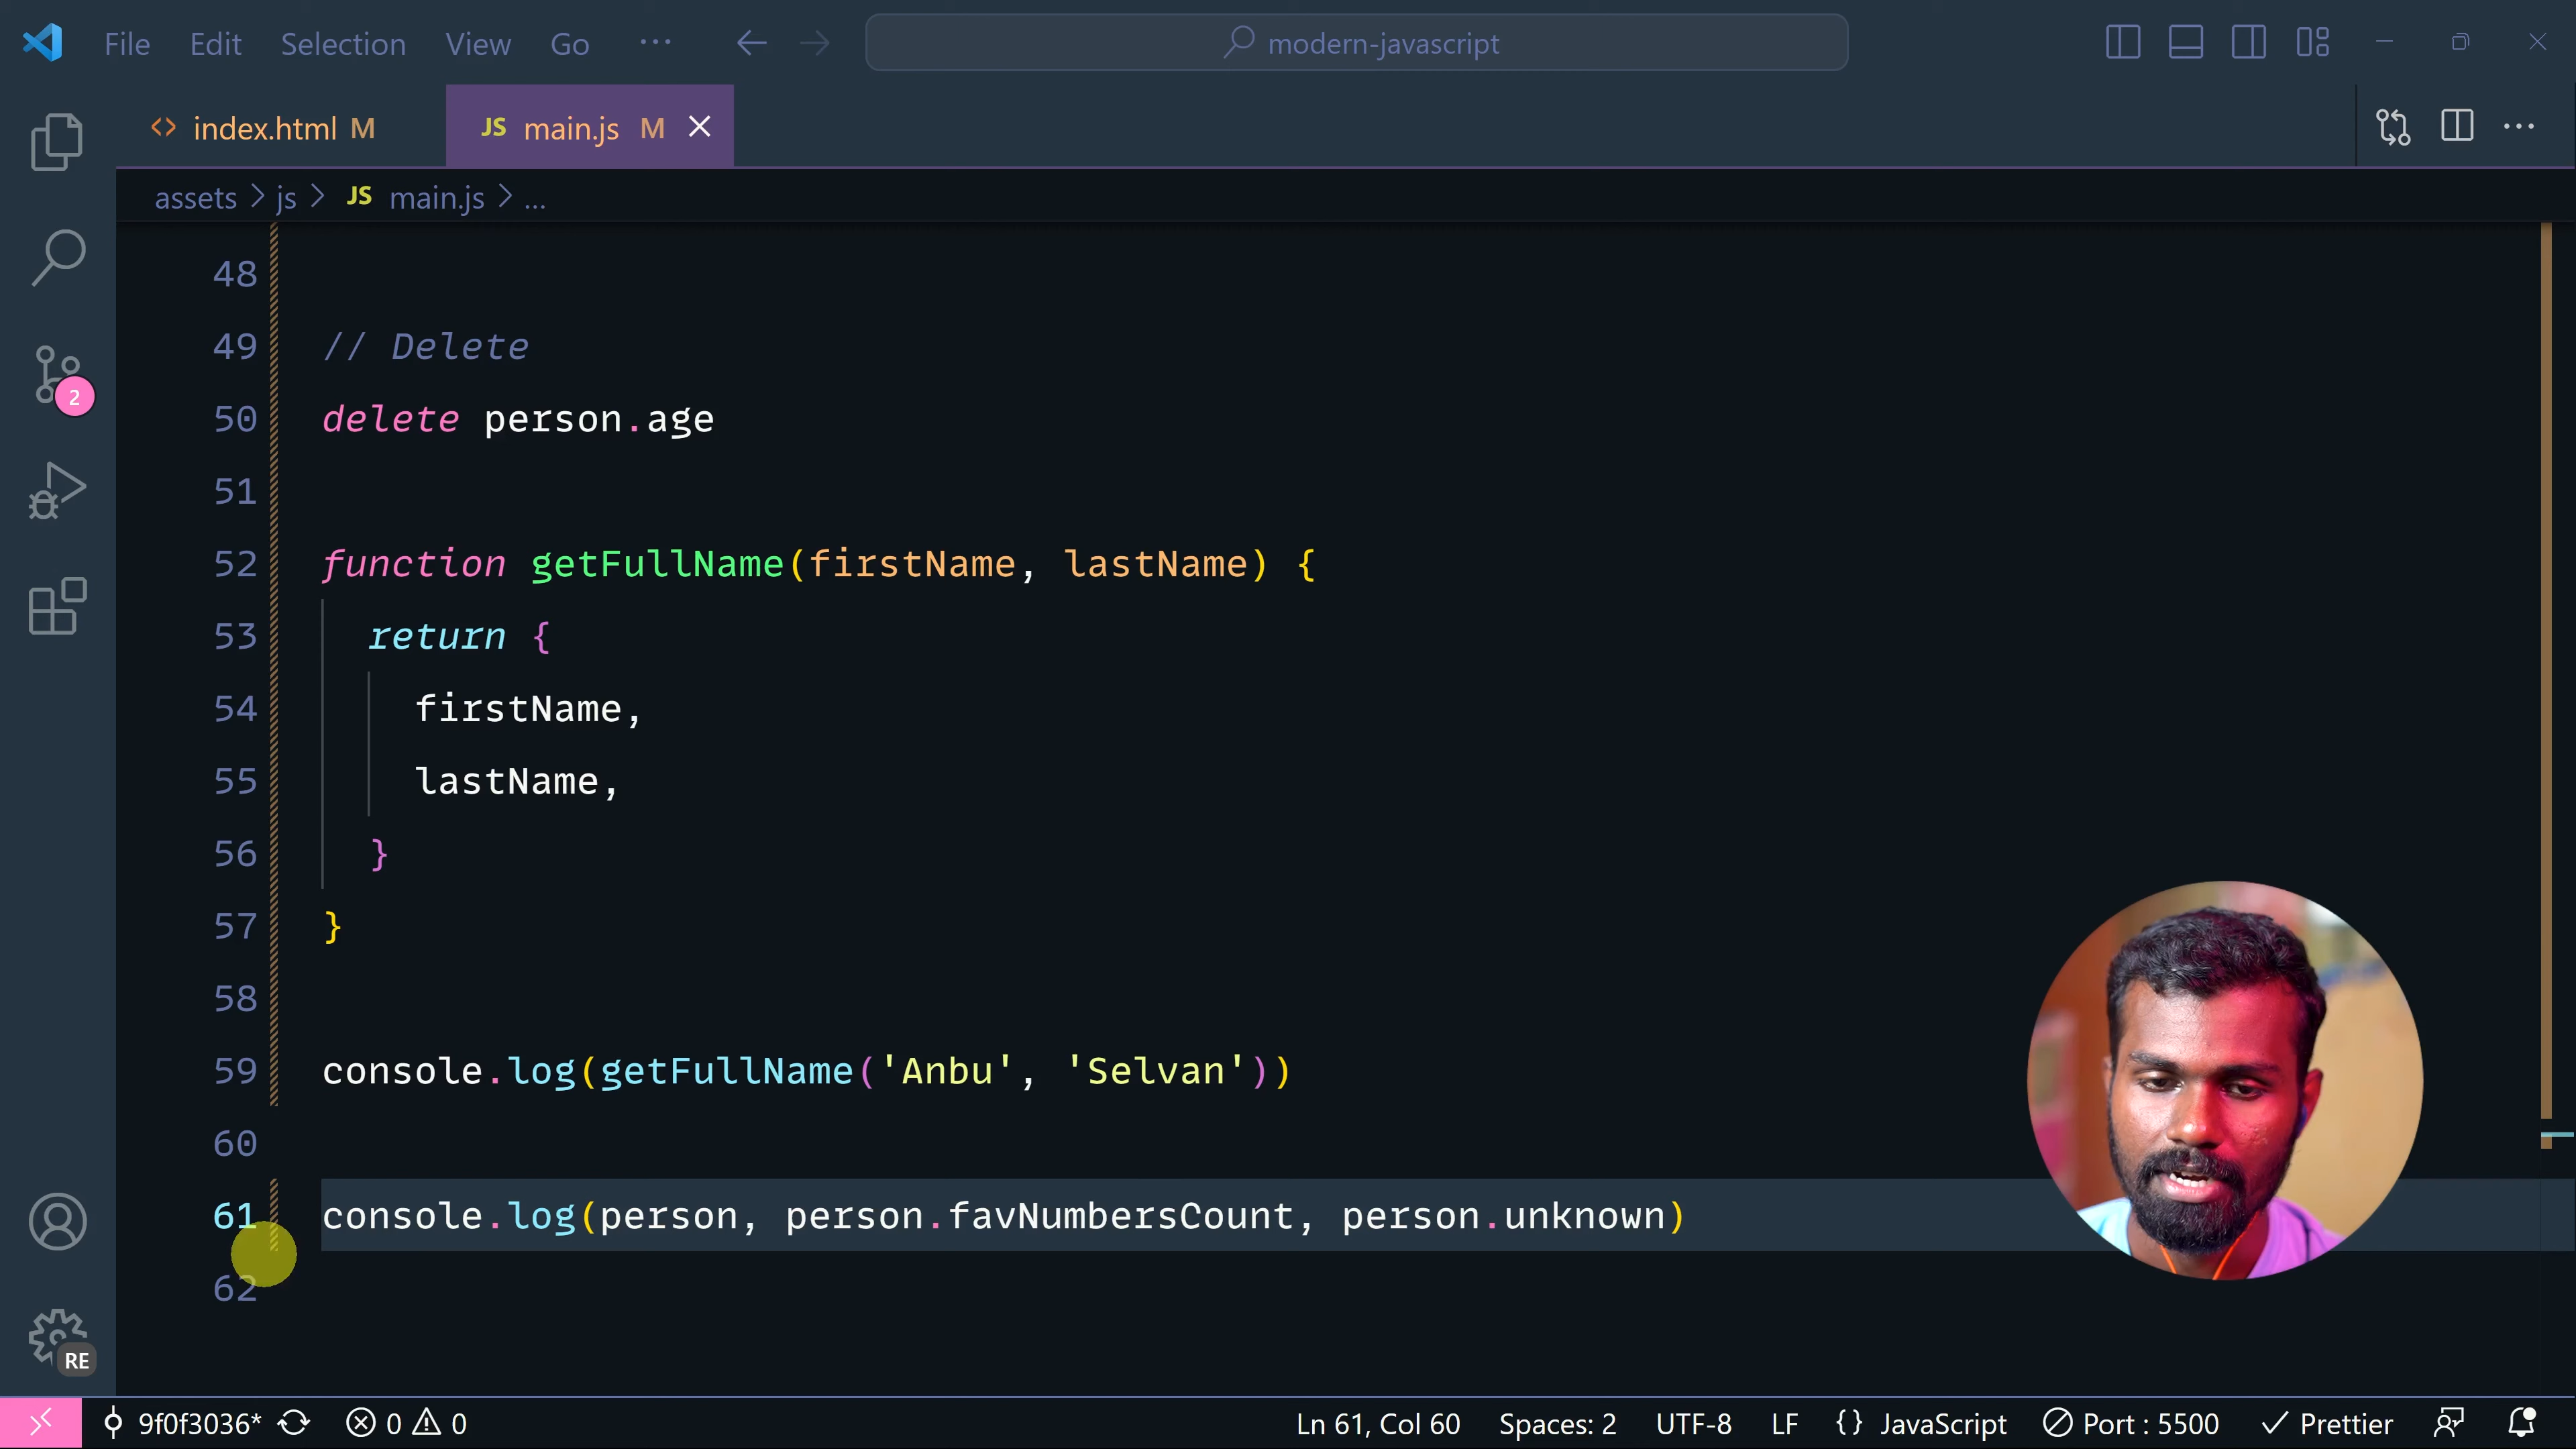 File Edit Selection View Go ··· modern-javascript
<> index.html M JS main.js M
assets > js > JS main.js > ...
48
49 // Delete
50 delete person.age
51
52 function getFullName(firstName, lastName) {
53 return {
54 firstName,
55 lastName,
56 }
57 }
58
59 console.log(getFullName('Anbu', 'Selvan'))
60
61 console.log(person, person.favNumbersCount, person.unknown)
62
2
RE
9f0f3036* 0 0 Ln 61, Col 60 Spaces: 2 UTF-8 LF {} JavaScript Port : 5500 Prettier